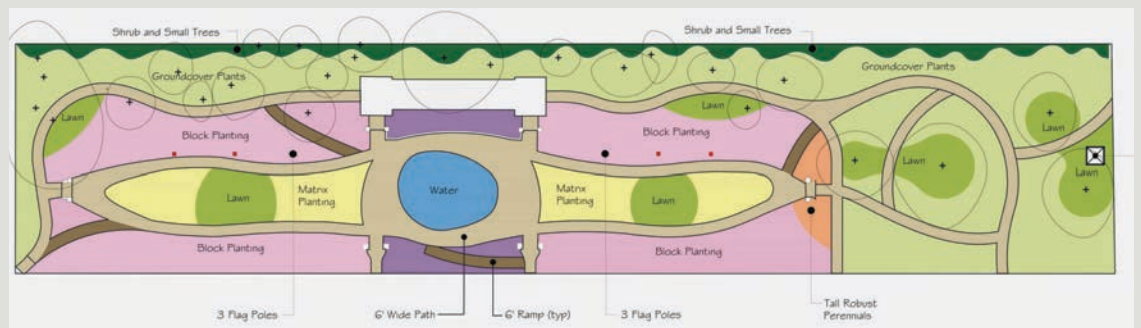 Shrub and Small Trees
Shrub and Small Trees
Groundcover Plants
Groundcover Plants
Lawn
Block Planting
Block Planting
Lawn
Lawn
Lawn
Lawn
Matrix
Planting
Lawn
Water
Matrix
Planting
Lawn
Block Planting
Block Planting
3 Flag Poles
6' Wide Path
6' Ramp (typ)
3 Flag Poles
Tall Robust
Perennials